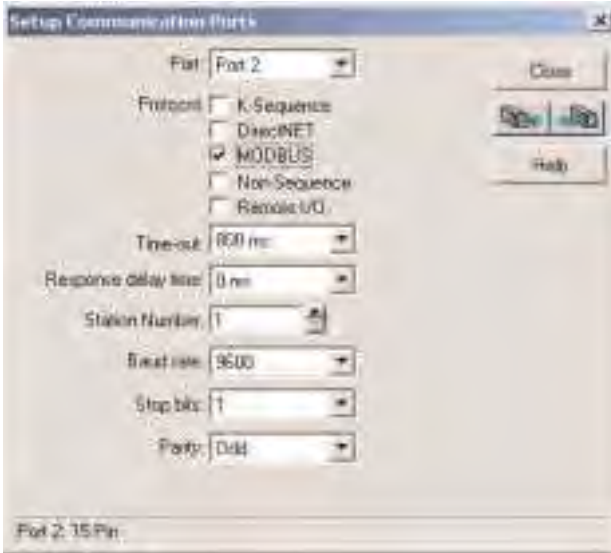 Setup Communication Ports
Port: Port 2
Close
Protocol: K-Sequence
DirectNET
MODBUS
Non-Sequence
Remote I/O
Help
Time-out: 800 ms
Response delay time: 0 ms
Station Number: 1
Baud rate: 9600
Stop bits: 1
Parity: Odd
Port 2: 15 Pin